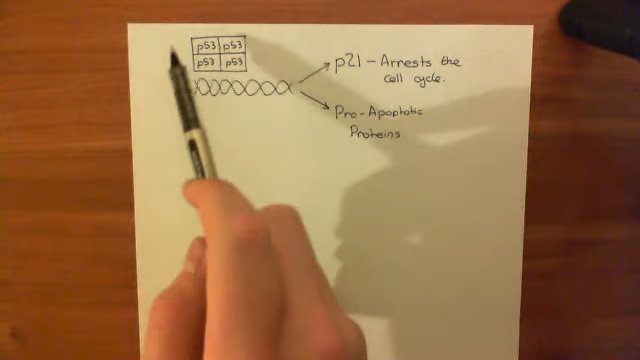 p53 p53
p53 p53
p21 - Arrests the
cell cycle.
Pro-Apoptotic
Proteins